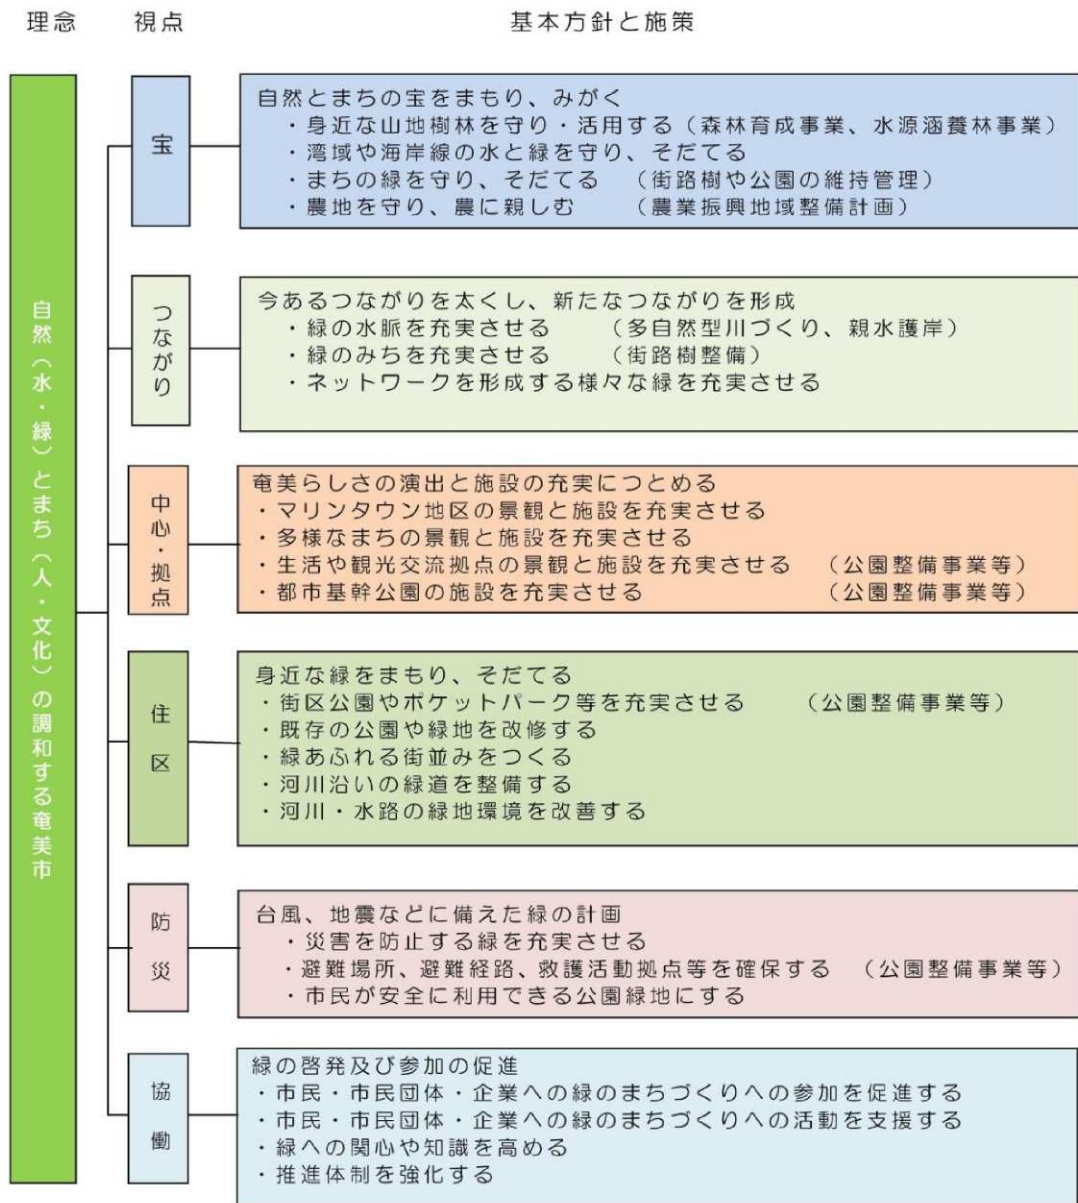 理念 視点 基本方針と施策
自然（水・緑）とまち（人・文化）の調和する奄美市
宝
自然とまちの宝をまもり、みがく
・身近な山地樹林を守り・活用する（森林育成事業、水源涵養林事業）
・湾域や海岸線の水と緑を守り、そだてる
・まちの緑を守り、そだてる （街路樹や公園の維持管理）
・農地を守り、農に親しむ （農業振興地域整備計画）
つながり
今あるつながりを太くし、新たなつながりを形成
・緑の水脈を充実させる （多自然型川づくり、親水護岸）
・緑のみちを充実させる （街路樹整備）
・ネットワークを形成する様々な緑を充実させる
中心・拠点
奄美らしさの演出と施設の充実につとめる
・マリンタウン地区の景観と施設を充実させる
・多様なまちの景観と施設を充実させる
・生活や観光交流拠点の景観と施設を充実させる （公園整備事業等）
・都市基幹公園の施設を充実させる （公園整備事業等）
住区
身近な緑をまもり、そだてる
・街区公園やポケットパーク等を充実させる （公園整備事業等）
・既存の公園や緑地を改修する
・緑あふれる街並みをつくる
・河川沿いの緑道を整備する
・河川・水路の緑地環境を改善する
防災
台風、地震などに備えた緑の計画
・災害を防止する緑を充実させる
・避難場所、避難経路、救護活動拠点等を確保する （公園整備事業等）
・市民が安全に利用できる公園緑地にする
協働
緑の啓発及び参加の促進
・市民・市民団体・企業への緑のまちづくりへの参加を促進する
・市民・市民団体・企業への緑のまちづくりへの活動を支援する
・緑への関心や知識を高める
・推進体制を強化する